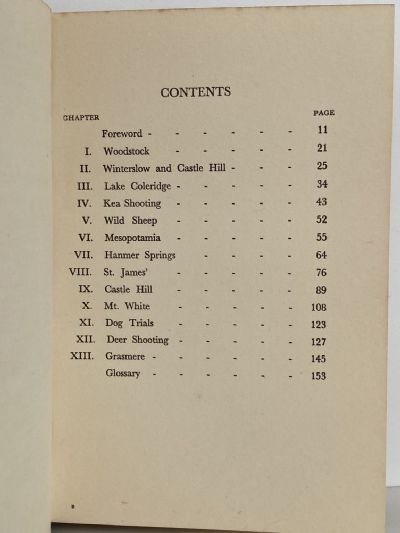 CONTENTS
CHAPTER PAGE
Foreword - - - - - - 11
I. Woodstock - - - - - 21
II. Winterslow and Castle Hill - - - 25
III. Lake Coleridge - - - - - - 34
IV. Kea Shooting - - - - - 43
V. Wild Sheep - - - - - 52
VI. Mesopotamia - - - - - 55
VII. Hanmer Springs - - - - - 64
VIII. St. James' - - - - - 76
IX. Castle Hill - - - - - 89
X. Mt. White - - - - - 108
XI. Dog Trials - - - - - 123
XII. Deer Shooting - - - - - 127
XIII. Grasmere - - - - - - 145
Glossary - - - - - - 153